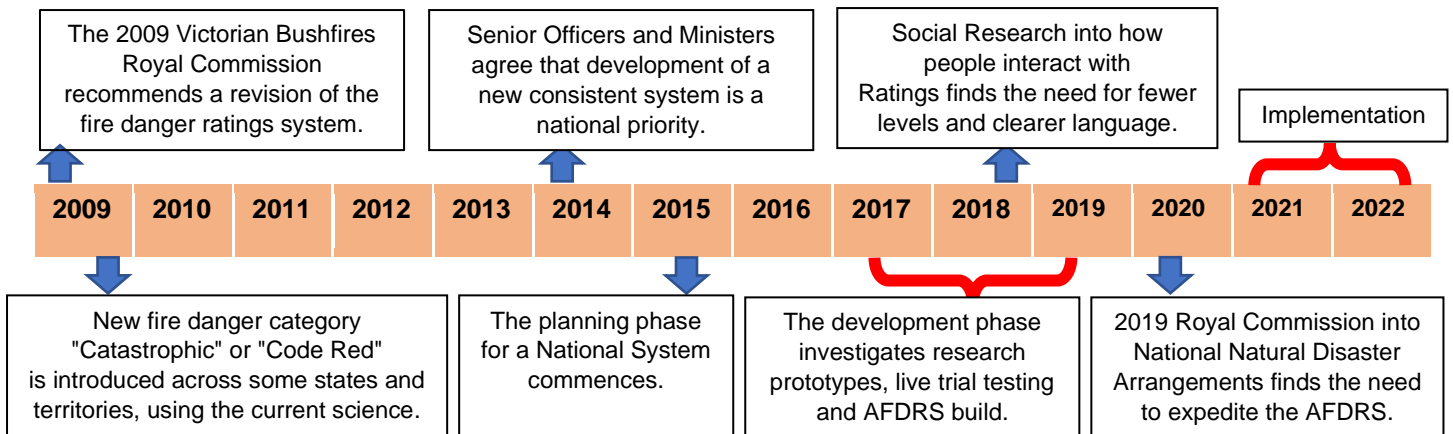 The 2009 Victorian Bushfires
Royal Commission
recommends a revision of the
fire danger ratings system.
Senior Officers and Ministers
agree that development of a
new consistent system is a
national priority.
Social Research into how
people interact with
Ratings finds the need for fewer
levels and clearer language.
Implementation
2009 2010 2011 2012 2013 2014 2015 2016 2017 2018 2019 2020 2021 2022
New fire danger category
"Catastrophic" or "Code Red"
is introduced across some states and
territories, using the current science.
The planning phase
for a National System
commences.
The development phase
investigates research
prototypes, live trial testing
and AFDRS build.
2019 Royal Commission into
National Natural Disaster
Arrangements finds the need
to expedite the AFDRS.